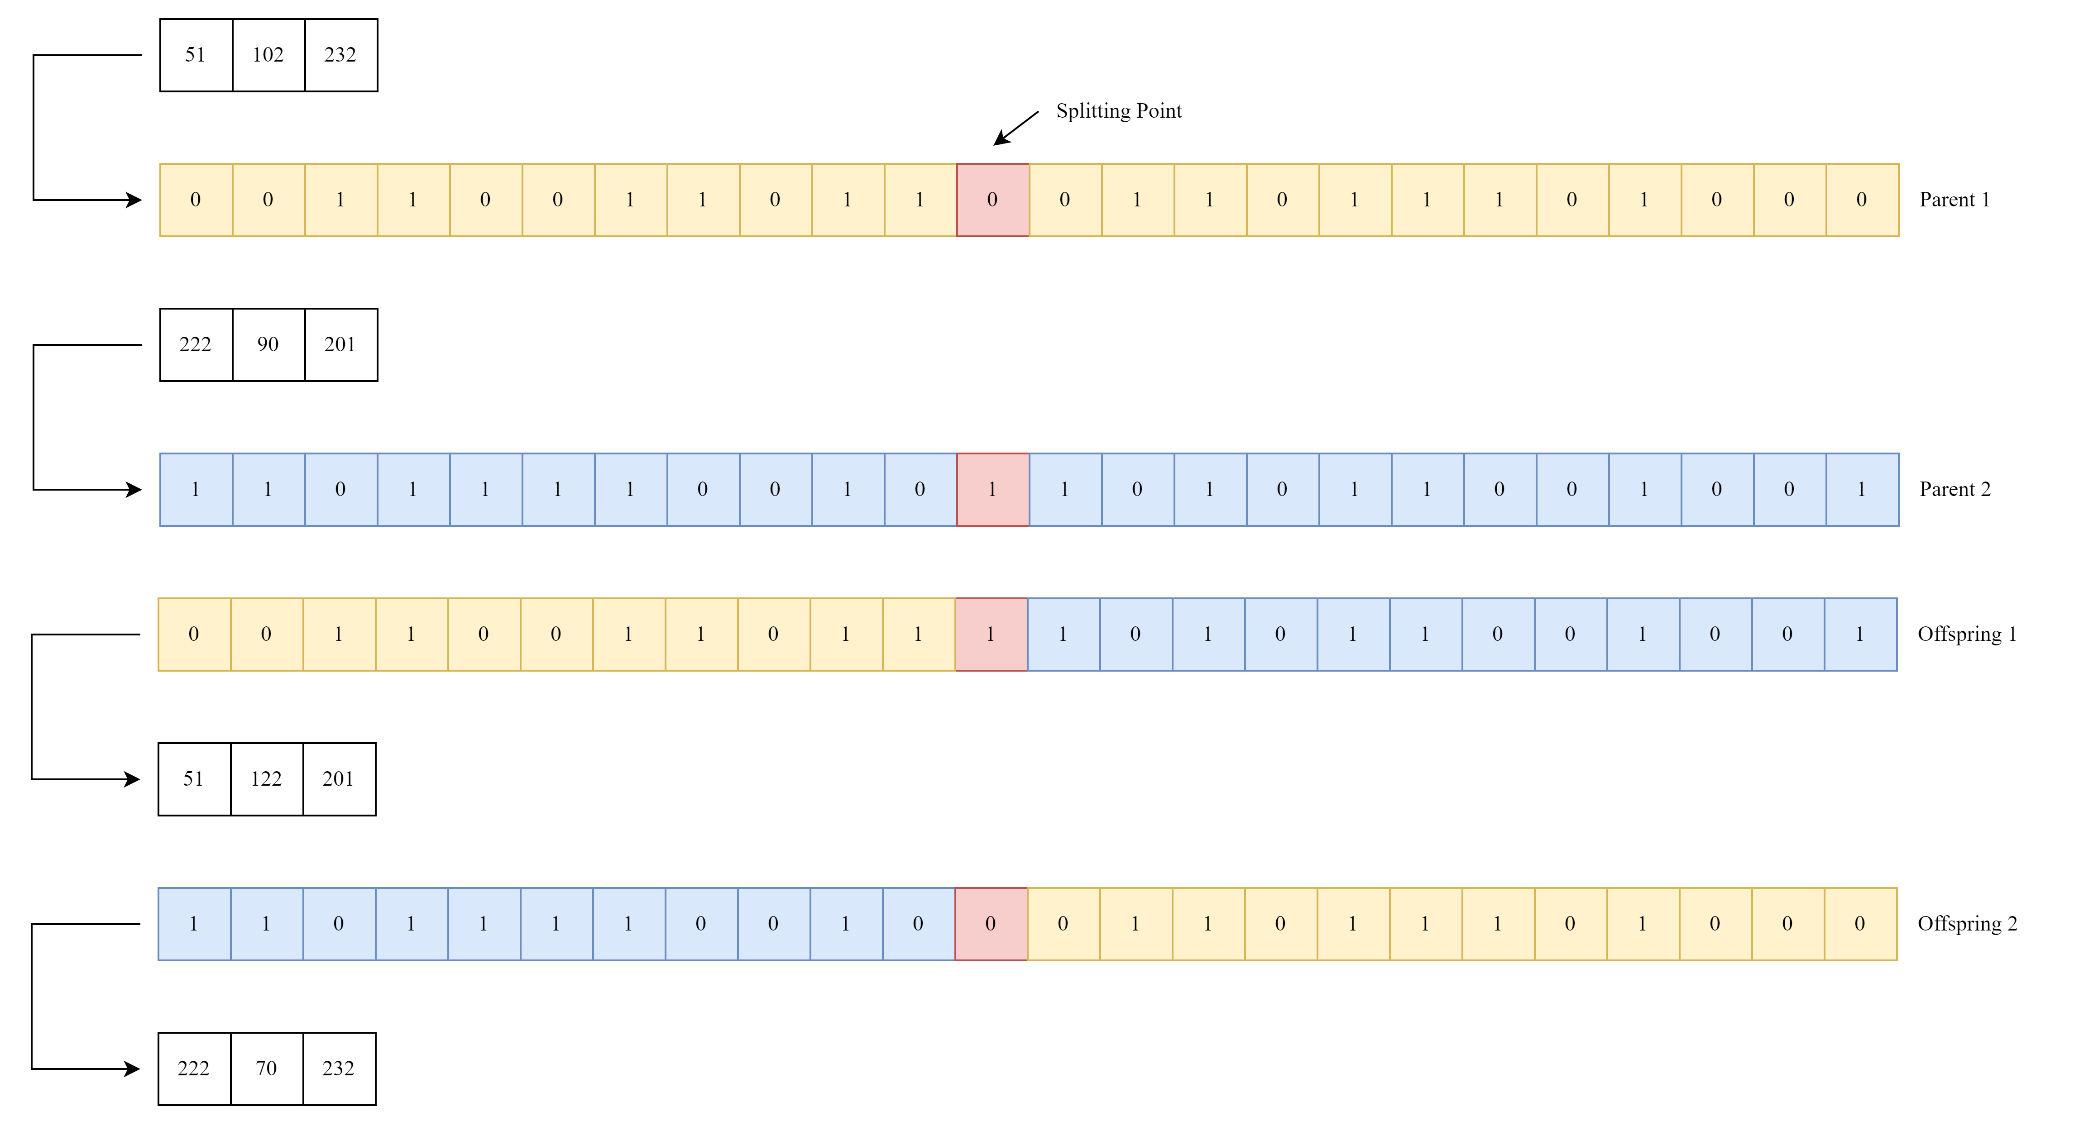 51 102 232
Splitting Point
0 0 1 1 0 0 1 1 0 1 1 0 0 1 1 0 1 1 1 0 1 0 0 0 Parent 1
222 90 201
1 1 0 1 1 1 1 0 0 1 0 1 1 0 1 0 1 1 0 0 1 0 0 1 Parent 2
0 0 1 1 0 0 1 1 0 1 1 1 1 0 1 0 1 1 0 0 1 0 0 1 Offspring 1
51 122 201
1 1 0 1 1 1 1 0 0 1 0 0 0 1 1 0 1 1 1 0 1 0 0 0 Offspring 2
222 70 232